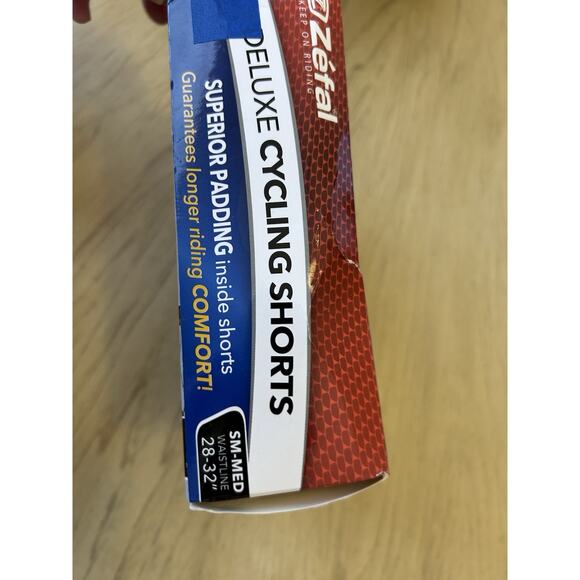 Zéfal
KEEP ON RIDING
DELUXE CYCLING SHORTS
SUPERIOR PADDING inside shorts
Guarantees longer riding COMFORT!
SM-MED
WAISTLINE
28-32"